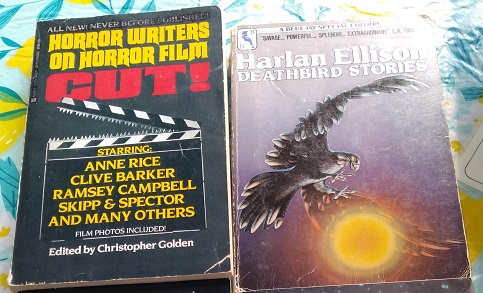 ALL NEW! NEVER BEFORE PUBLISHED!
HORROR WRITERS
ON HORROR FILM
CUT!
STARRING:
ANNE RICE
CLIVE BARKER
RAMSEY CAMPBELL
SKIPP & SPECTOR
AND MANY OTHERS
FILM PHOTOS INCLUDED!
Edited by Christopher Golden
A BLUEJAY SPECIAL EDITION
SAVAGE... POWERFUL... SPLENDID... EXTRAORDINARY
Harlan Ellison
DEATHBIRD STORIES